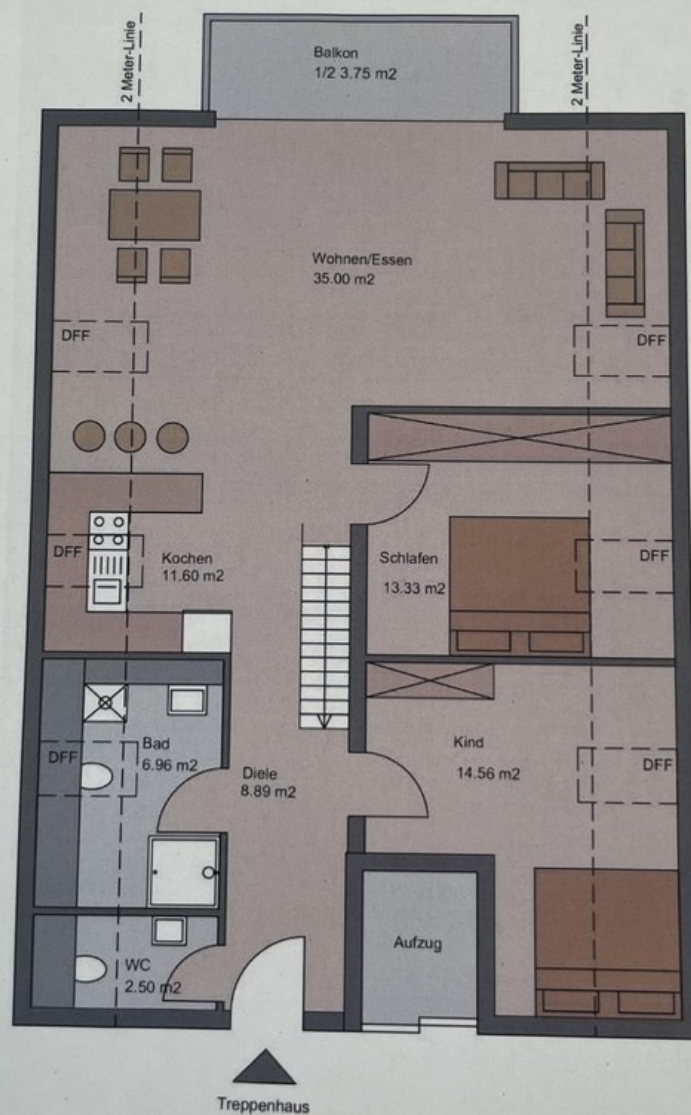 2 Meter-Linie
Balkon
1/2 3.75 m2
2 Meter-Linie
Wohnen/Essen
35.00 m2
DFF
DFF
DFF
Kochen
11.60 m2
Schlafen
13.33 m2
DFF
DFF
Bad
6.96 m2
Diele
8.89 m2
Kind
14.56 m2
DFF
WC
2.50 m2
Aufzug
Treppenhaus